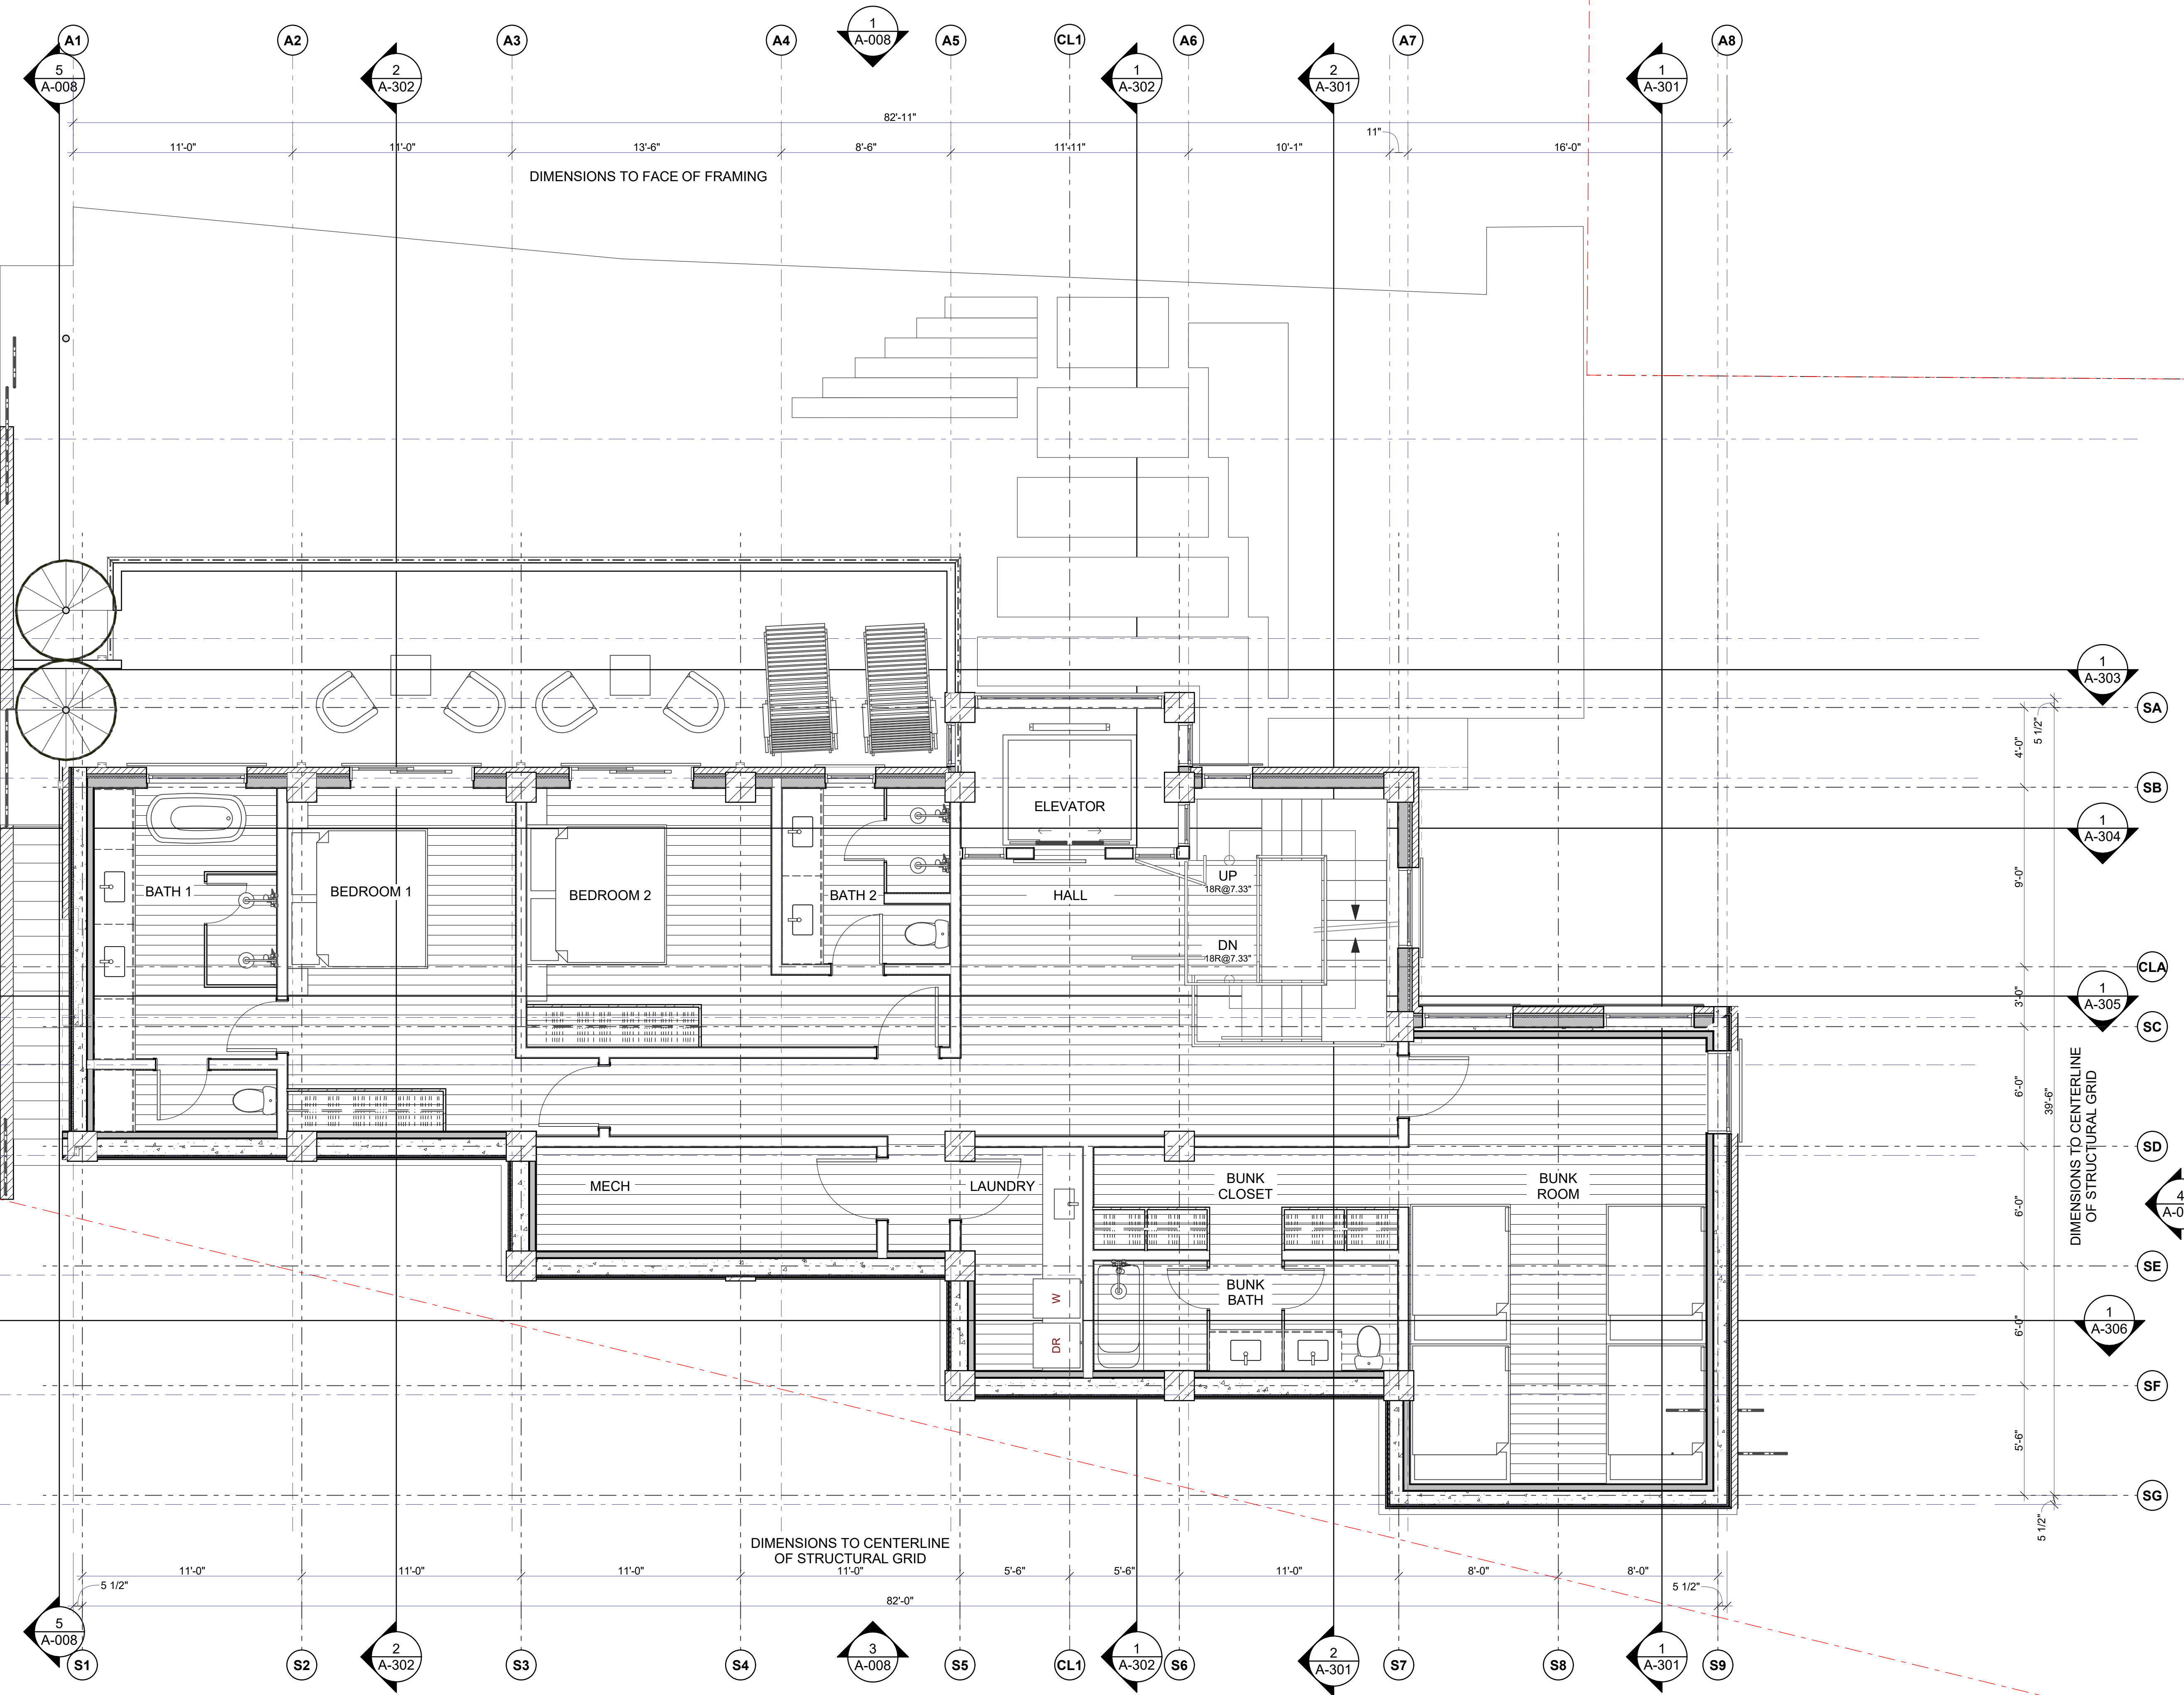 A1
A2
A3
A4
1
A-008
A5
CL1
A6
A7
A8
5
A-008
2
A-302
1
A-302
2
A-301
1
A-301
82'-11"
11'-0"
11'-0"
13'-6"
8'-6"
11'-11"
10'-1"
11"
16'-0"
DIMENSIONS TO FACE OF FRAMING
1
A-303
SA
5 1/2"
4'-0"
SB
ELEVATOR
1
A-304
BATH 1
BEDROOM 1
BEDROOM 2
BATH 2
HALL
UP
18R@7.33"
9'-0"
DN
18R@7.33"
CLA
1
A-305
3'-0"
SC
6'-0"
39'-6"
DIMENSIONS TO CENTERLINE
OF STRUCTURAL GRID
SD
MECH
LAUNDRY
BUNK
CLOSET
BUNK
ROOM
6'-0"
4
A-0
SE
BUNK
BATH
W
DR
1
A-306
6'-0"
SF
5'-6"
SG
5 1/2"
DIMENSIONS TO CENTERLINE
OF STRUCTURAL GRID
11'-0"
11'-0"
11'-0"
11'-0"
5'-6"
5'-6"
11'-0"
8'-0"
8'-0"
5 1/2"
5 1/2"
82'-0"
5
A-008
S1
S2
2
A-302
S3
S4
3
A-008
S5
CL1
1
A-302
S6
2
A-301
S7
S8
1
A-301
S9